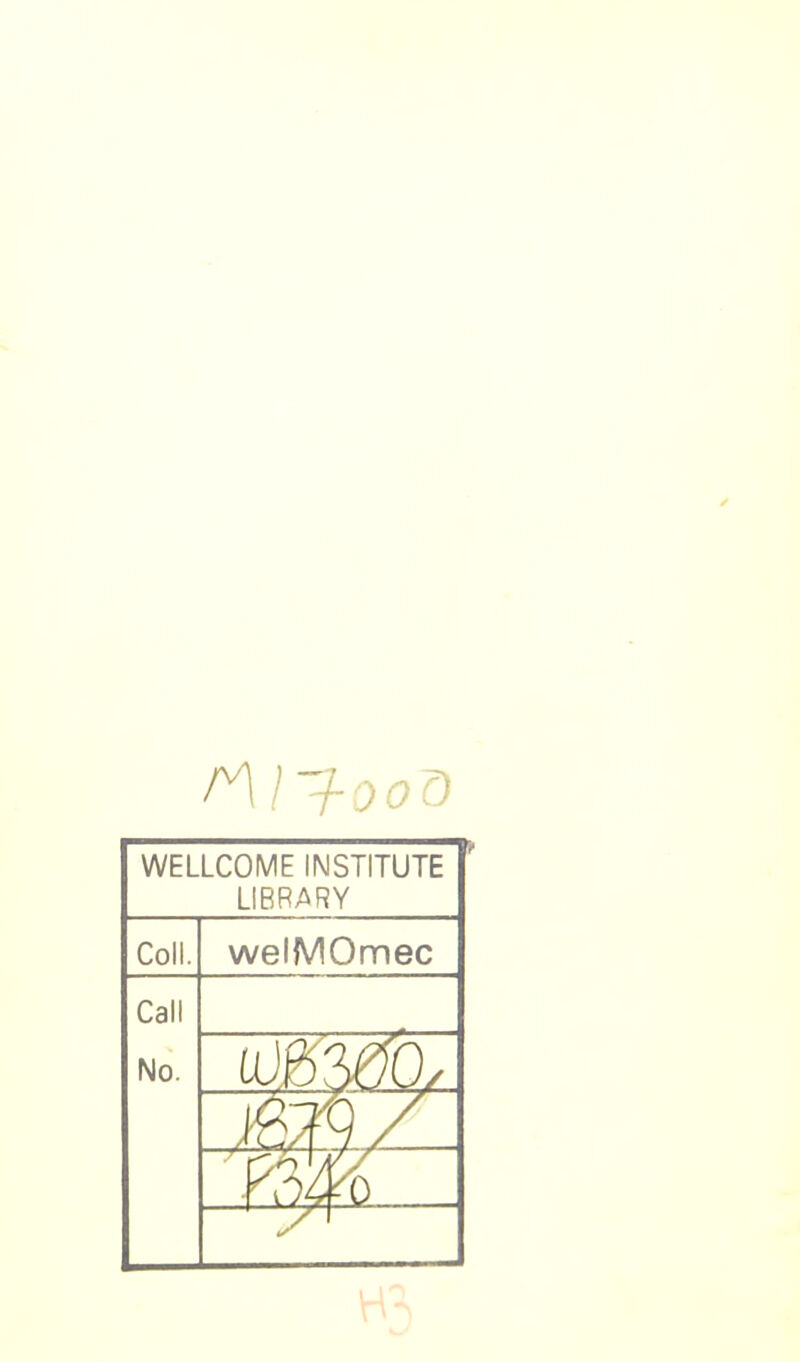 M17000
WELLCOME INSTITUTE
LIBRARY
Coll. welMOmec
Call
No. WB300
1879
F34o
H3